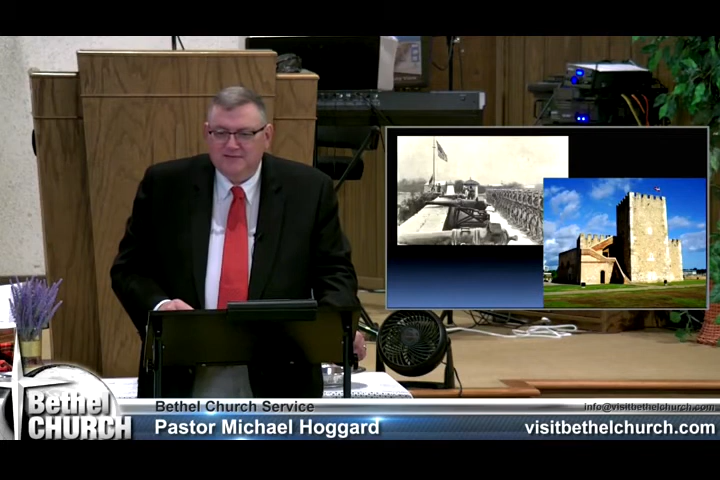 Bethel
CHURCH
Bethel Church Service
info@visitbethelchurch.com
Pastor Michael Hoggard
visitbethelchurch.com